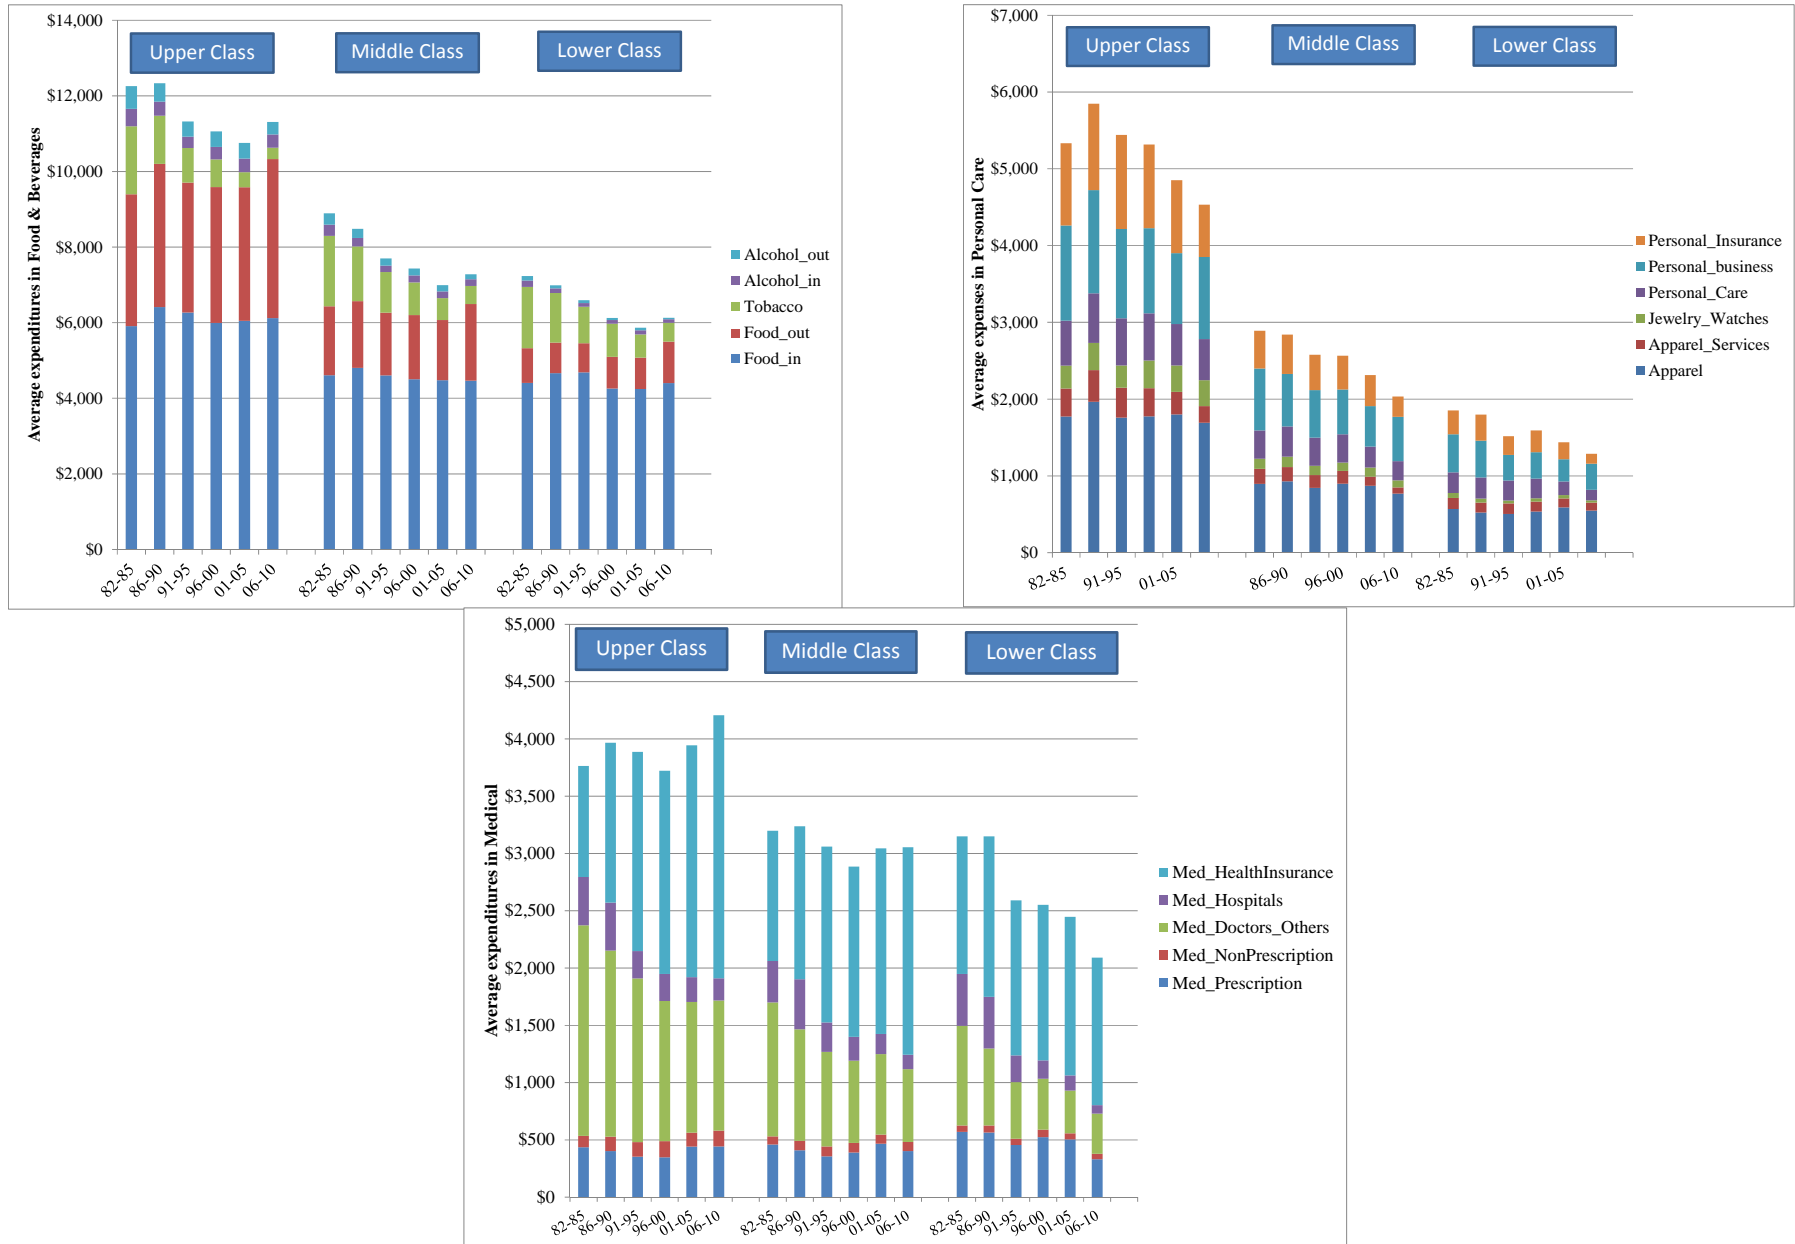 $14,000
$12,000
$10,000
$8,000
$6,000
$4,000
$2,000
$0
Average expenditures in Food & Beverages
Upper Class
Middle Class
Lower Class
Alcohol_out
Alcohol_in
Tobacco
Food_out
Food_in
82-85
86-90
91-95
96-00
01-05
06-10
82-85
86-90
91-95
96-00
01-05
06-10
82-85
86-90
91-95
96-00
01-05
06-10
$7,000
$6,000
$5,000
$4,000
$3,000
$2,000
$1,000
$0
Average expenses in Personal Care
Upper Class
Middle Class
Lower Class
Personal_Insurance
Personal_business
Personal_Care
Jewelry_Watches
Apparel_Services
Apparel
82-85
91-95
01-05
86-90
96-00
06-10
82-85
91-95
01-05
$5,000
$4,500
$4,000
$3,500
$3,000
$2,500
$2,000
$1,500
$1,000
$500
$0
Average expenditures in Medical
Upper Class
Middle Class
Lower Class
Med_HealthInsurance
Med_Hospitals
Med_Doctors_Others
Med_NonPrescription
Med_Prescription
82-85
86-90
91-95
96-00
01-05
06-10
82-85
86-90
91-95
96-00
01-05
06-10
82-85
86-90
91-95
96-00
01-05
06-10